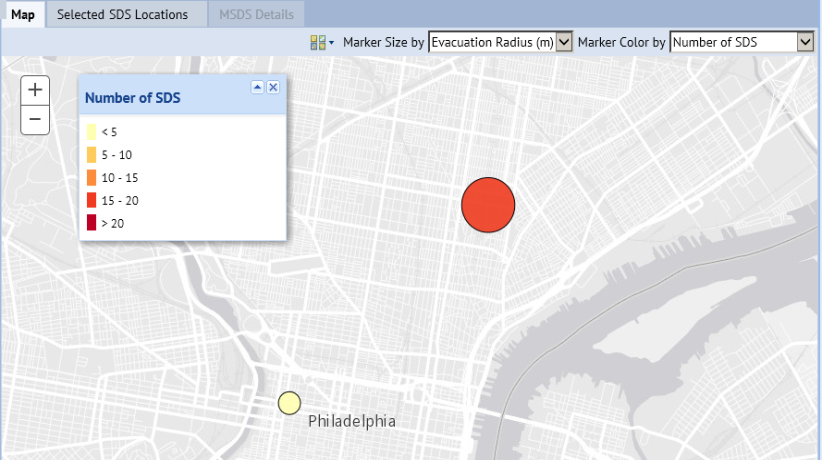 Map Selected SDS Locations MSDS Details
Marker Size by Evacuation Radius (m) Marker Color by Number of SDS
+
−
Number of SDS
< 5
5 - 10
10 - 15
15 - 20
> 20
Philadelphia